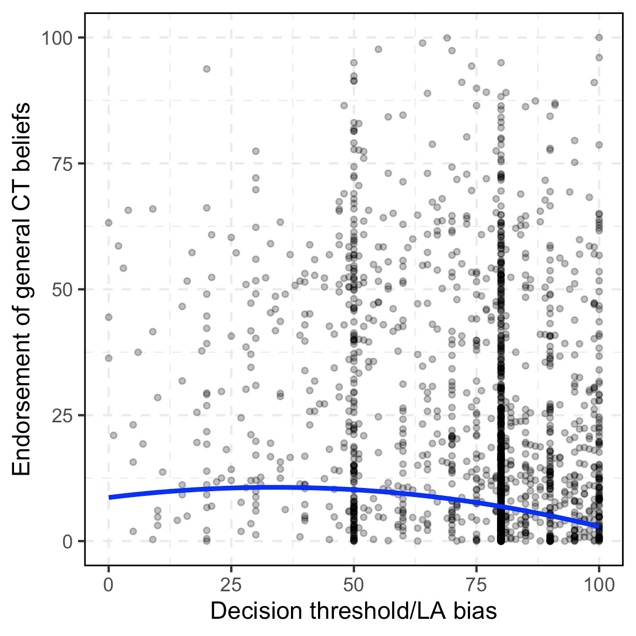 Endorsement of general CT beliefs
100
75
50
25
0
0 25 50 75 100
Decision threshold/LA bias